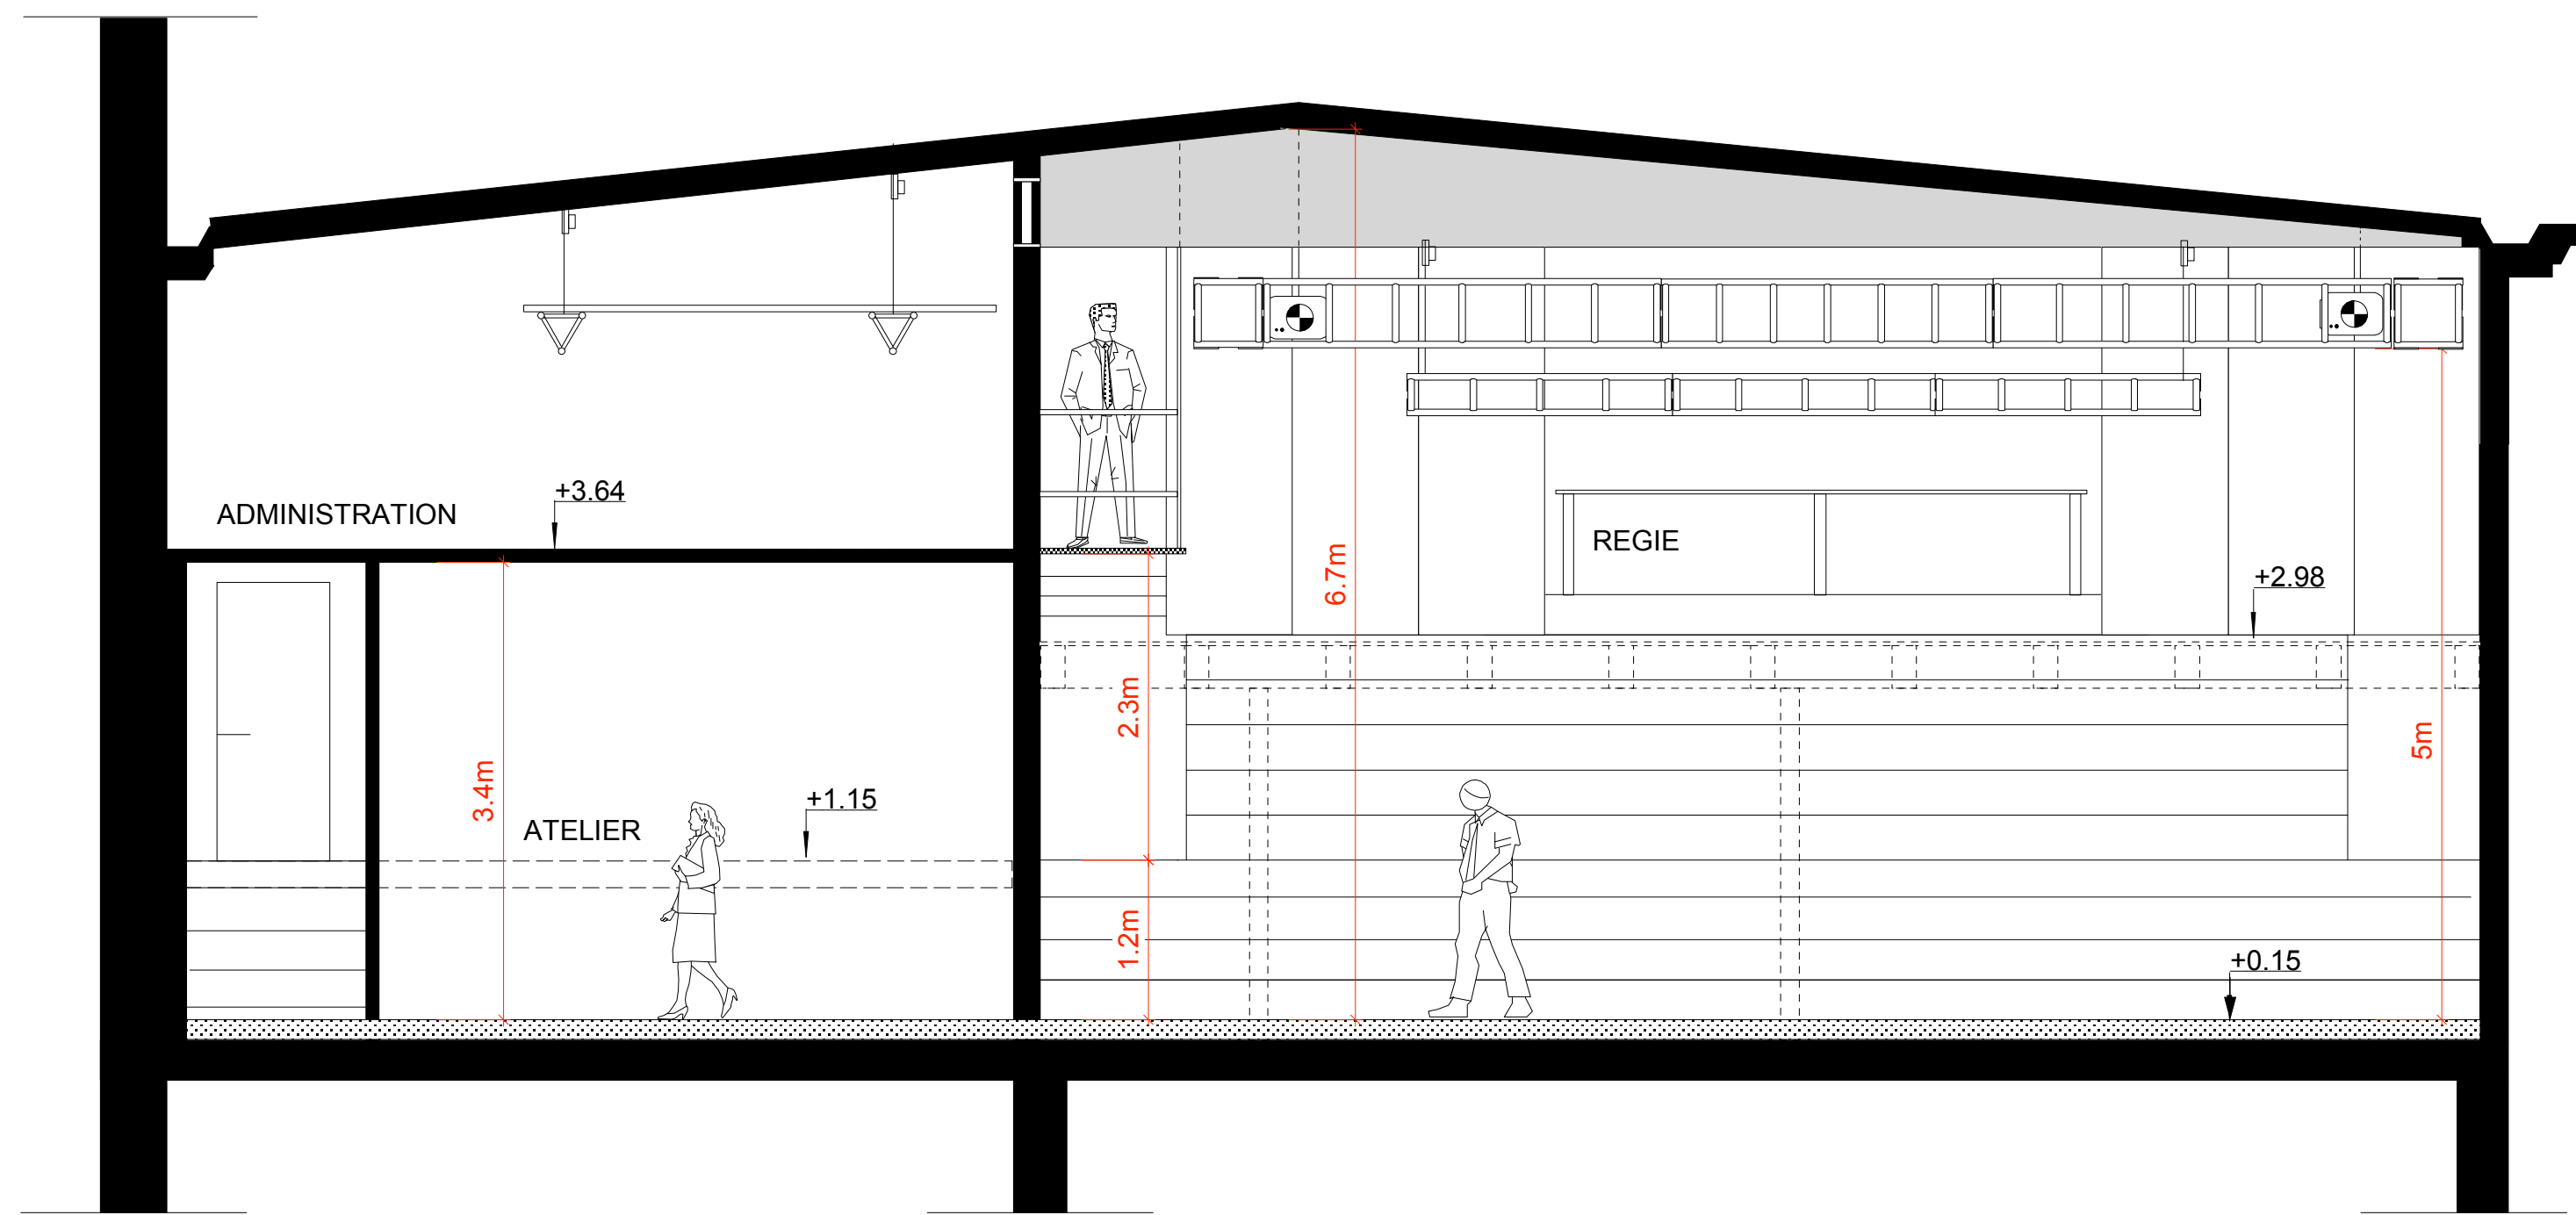 +3.64
ADMINISTRATION
REGIE
6.7m
+2.98
2.3m
5m
3.4m
+1.15
ATELIER
1.2m
+0.15